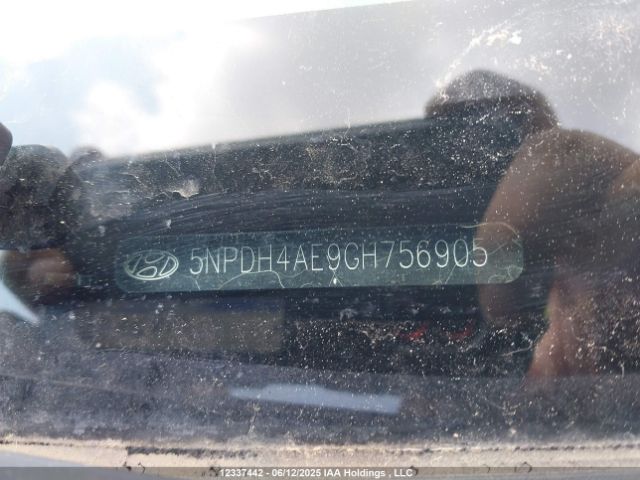 5NPDH4AE9GH756905
12337442 - 06/12/2025 IAA Holdings , LLC